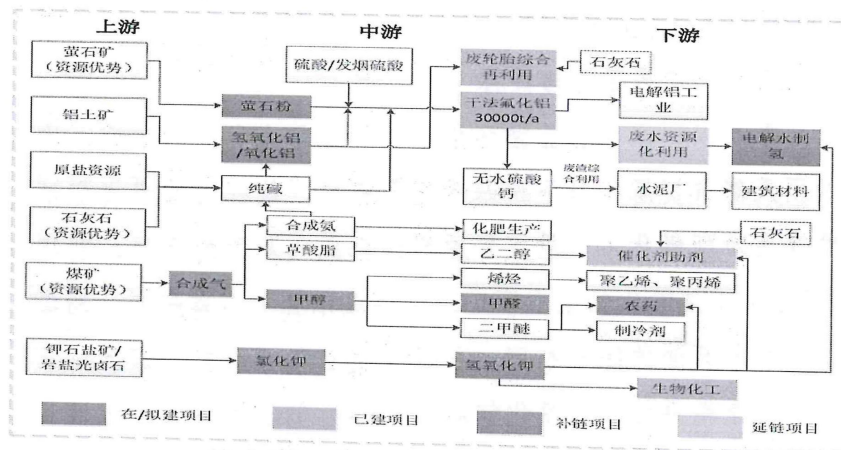 上游
中游
下游
萤石矿
（资源优势）
硫酸/发烟硫酸
废轮胎综合
再利用
石灰石
萤石粉
干法氟化铝
30000t/a
电解铝工
业
铝土矿
氢氧化铝
/氧化铝
废水资源
化利用
电解水制
氢
原盐资源
纯碱
无水硫酸
钙
废渣综
合利用
水泥厂
建筑材料
石灰石
（资源优势）
合成氨
化肥生产
石灰石
草酸脂
乙二醇
催化剂助剂
煤矿
（资源优势）
合成气
烯烃
聚乙烯、聚丙烯
甲醇
甲醛
农药
二甲醚
制冷剂
钾石盐矿/
岩盐光卤石
氯化钾
氢氧化钾
生物化工
在/拟建项目
已建项目
补链项目
延链项目